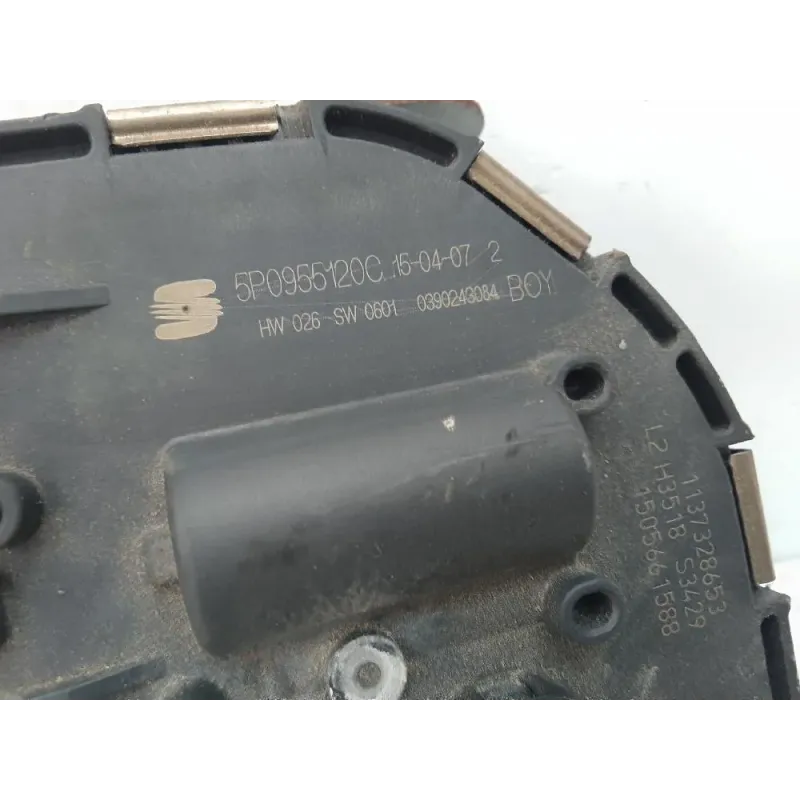 5P0955120C 15-04-07 2
HW 026 SW 0601 0390243084 BOY
1137328653
L2 H3518 S3429
1505661588